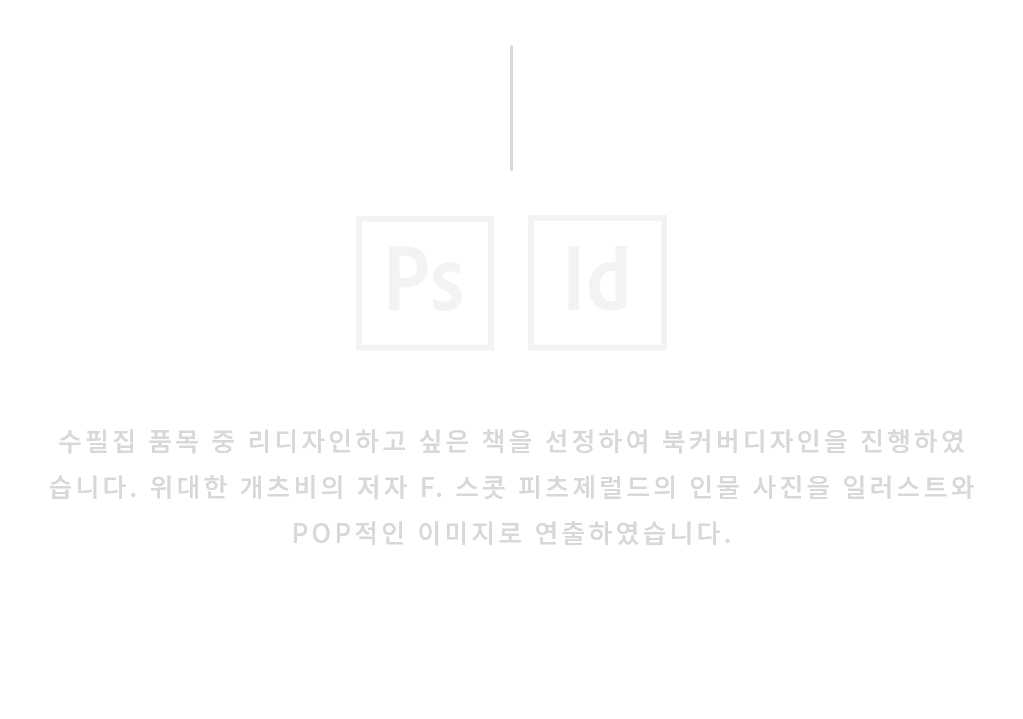 Ps Id
수필집 품목 중 리디자인하고 싶은 책을 선정하여 북커버디자인을 진행하였
습니다. 위대한 개츠비의 저자 F. 스콧 피츠제럴드의 인물 사진을 일러스트와
POP적인 이미지로 연출하였습니다.